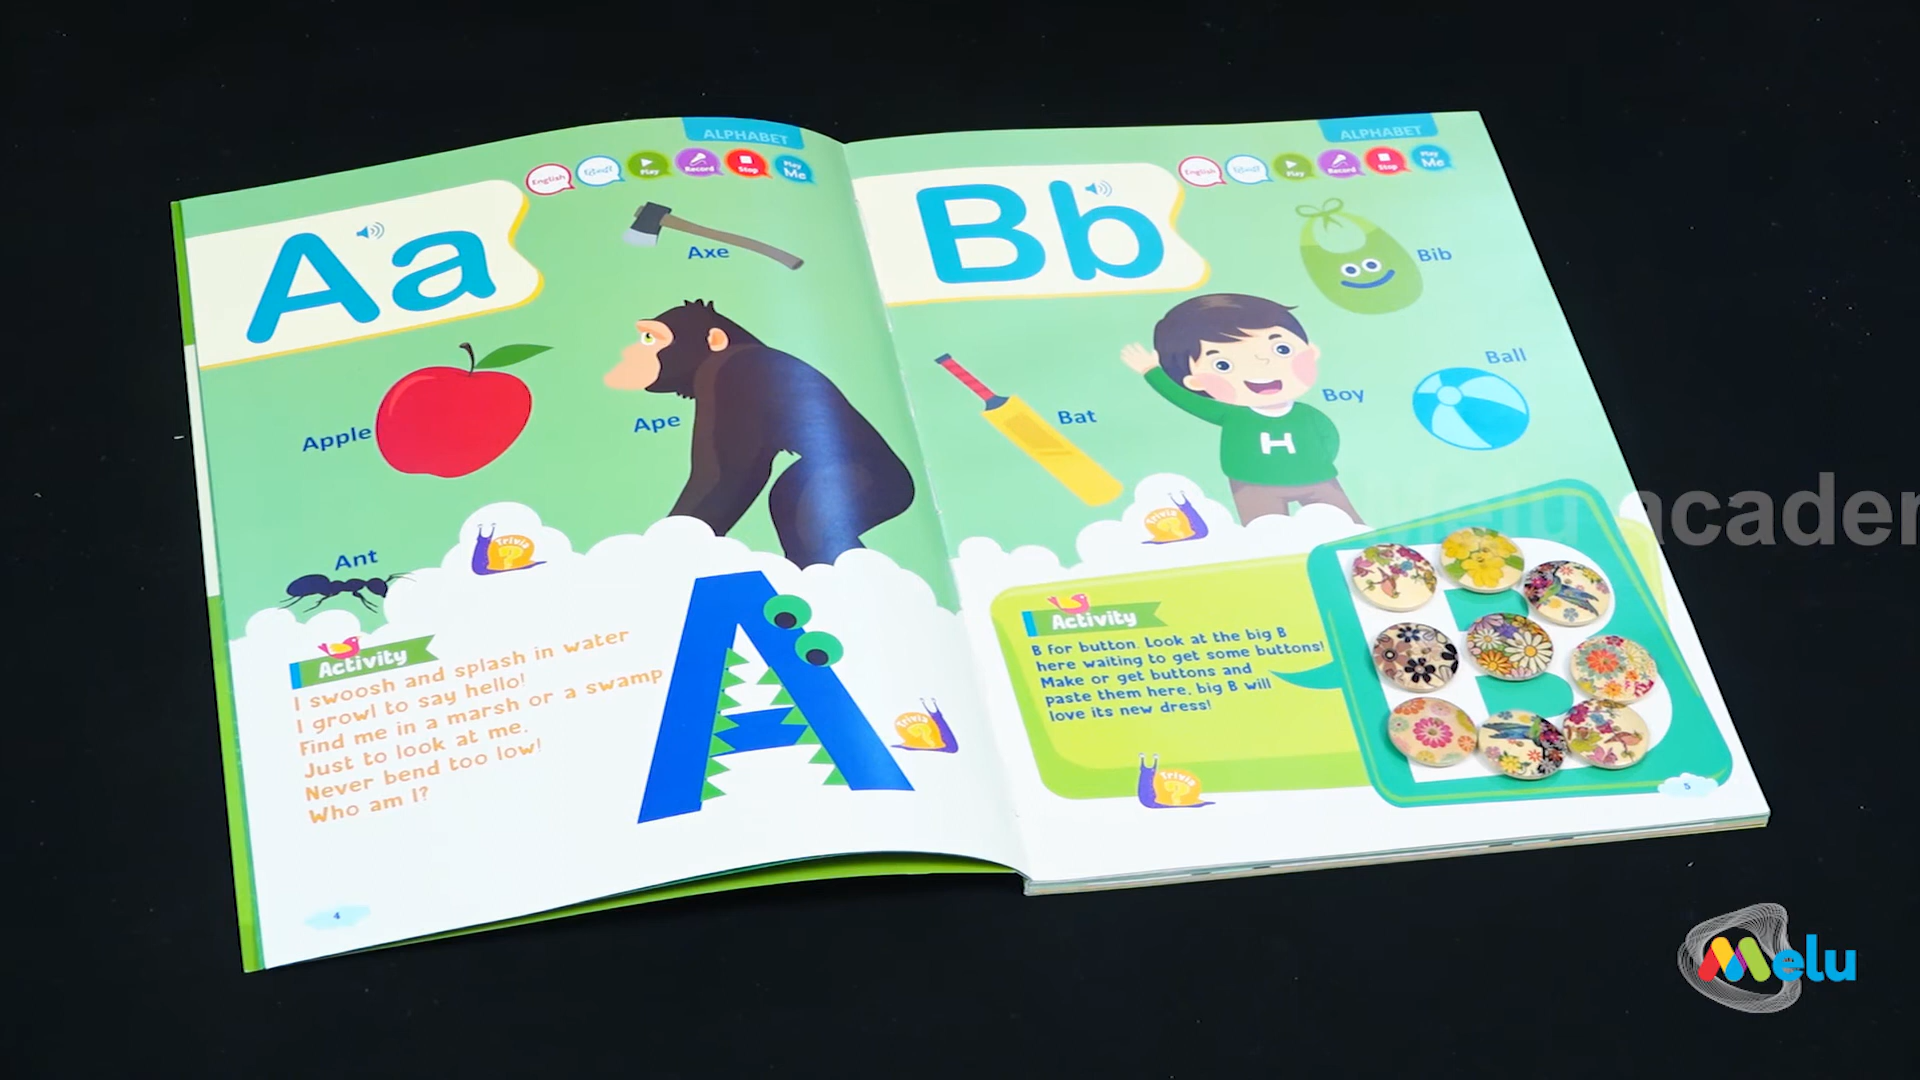 ALPHABET
English
Play
Record
Stop
Play
Me
Aa
Axe
Apple
Ape
Ant
Trivia
?
Activity
I swoosh and splash in water
I growl to say hello!
Find me in a marsh or a swamp
Just to look at me.
Never bend too low!
Who am I?
A
Trivia
?
4
ALPHABET
English
Play
Record
Stop
Play
Me
Bb
Bib
Ball
Boy
Bat
H
Trivia
?
Activity
B for button. Look at the big B
here waiting to get some buttons!
Make or get buttons and
paste them here, big B will
love its new dress!
B
Trivia
?
5
Melu